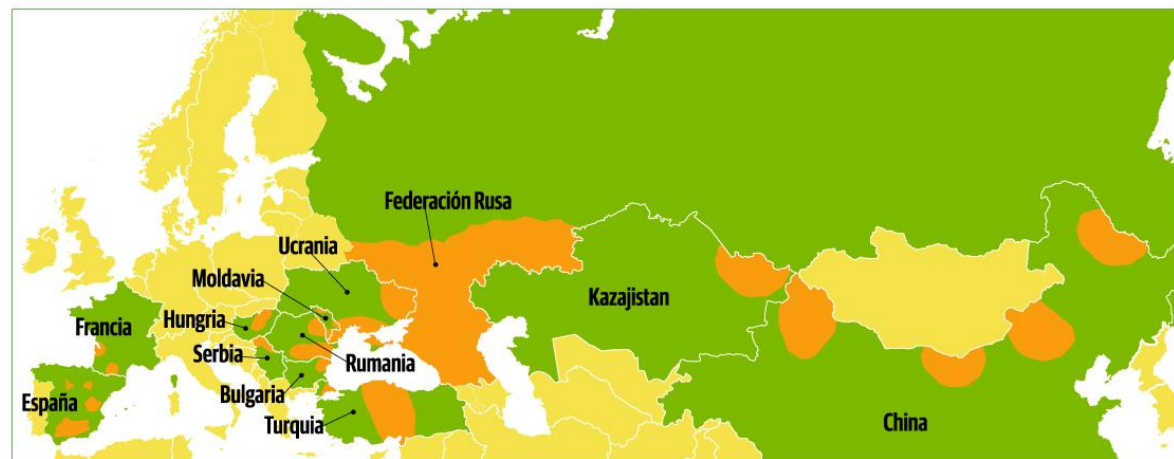 Federación Rusa
Ucrania
Moldavia
Hungria
Francia
Kazajistan
Serbia
Rumania
España
Bulgaria
Turquia
China